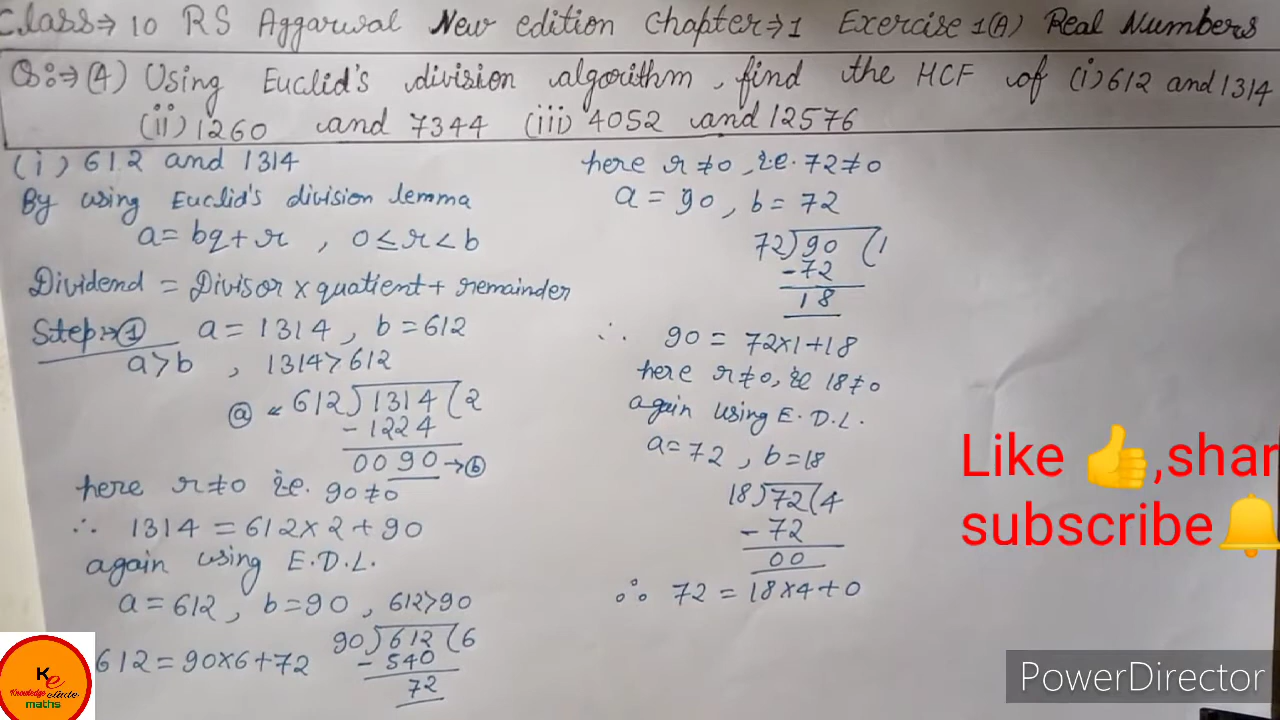 Class⇒ 10 RS Aggarwal New edition Chapter⇒1 Exercise 1(A) Real Numbers
Q:⇒(4) Using Euclid's division algorithm, find the HCF of (i) 612 and 1314
(ii) 1260 and 7344 (iii) 4052 and 12576
(i) 612 and 1314
By using Euclid's division lemma
a = bq + r , 0 ≤ r < b
Dividend = Divisor × quatient + remainder
Step:→① a = 1314 , b = 612
a > b , 1314 > 612
ⓐ ↙ 612)1314(2
- 1224
0090 → ⓑ
here r ≠ 0 i.e. 90 ≠ 0
∴ 1314 = 612 × 2 + 90
again using E.D.L.
a = 612 , b = 90 , 612 > 90
90)612(6
612 = 90×6+72
- 540
72
here r ≠ 0 , i.e. 72 ≠ 0
a = 90 , b = 72
72)90(1
-72
18
∴ 90 = 72×1+18
here r ≠ 0, ie 18 ≠ 0
again using E.D.L.
a = 72 , b = 18
18)72(4
- 72
00
∴ 72 = 18×4+0
Like 👍,shar
subscribe🔔
Ke
Knowledge elude
maths
PowerDirector